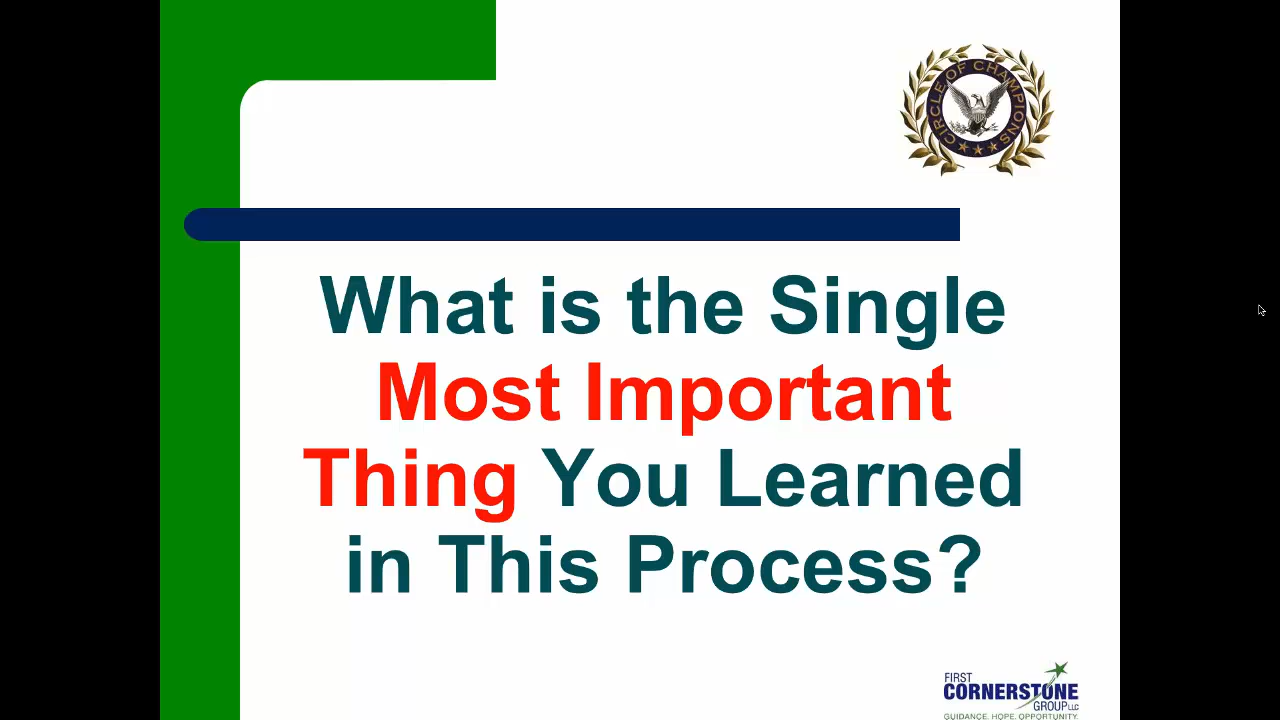 CIRCLE OF CHAMPIONS
What is the Single
Most Important
Thing You Learned
in This Process?
FIRST
CORNERSTONE
GROUP LLC
GUIDANCE. HOPE. OPPORTUNITY.